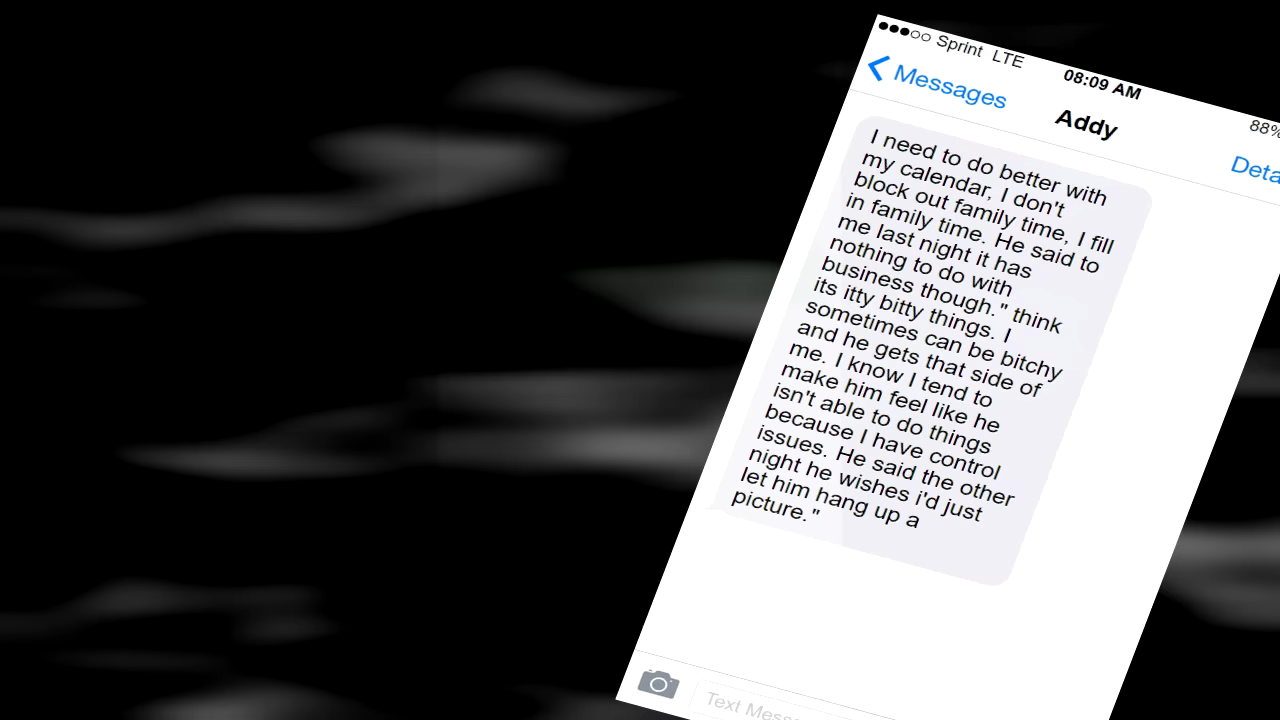 Sprint LTE
08:09 AM
88%
Messages
Addy
I need to do better with
my calendar, I don't
block out family time, I fill
in family time. He said to
me last night it has
nothing to do with
business though." think
its itty bitty things. I
sometimes can be bitchy
and he gets that side of
me. I know I tend to
make him feel like he
isn't able to do things
because I have control
issues. He said the other
night he wishes i'd just
let him hang up a
picture."
Text